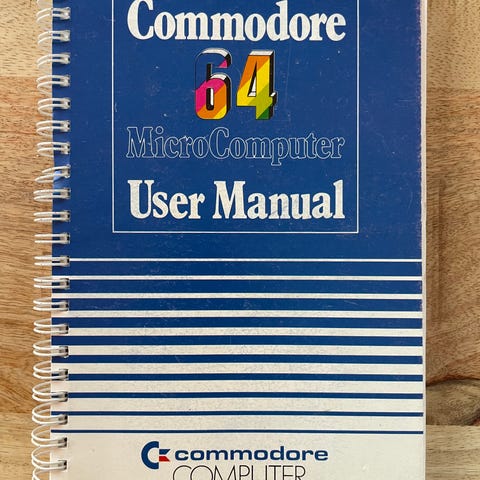 Commodore
64
MicroComputer
User Manual
commodore
COMPUTER